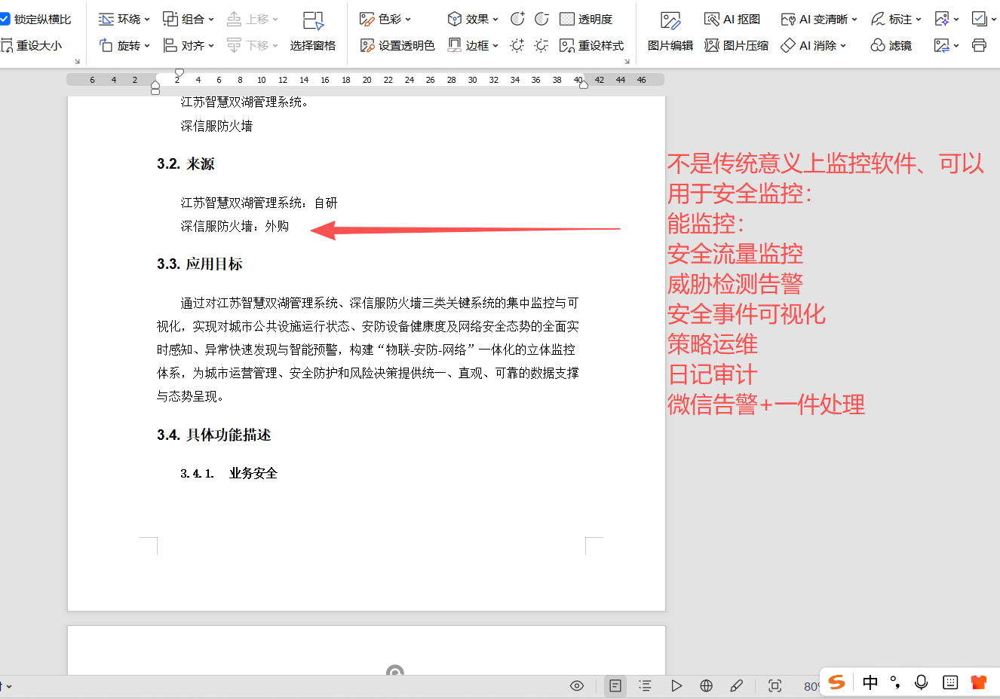 锁定纵横比 环绕 组合 上移 色彩 效果 透明度 AI 抠图 AI 变清晰 标注
重设大小 旋转 对齐 下移 选择窗格 设置透明色 边框 重设样式 图片编辑 图片压缩 AI 消除 滤镜
6 4 2 2 4 6 8 10 12 14 16 18 20 22 24 26 28 30 32 34 36 38 40 42 44 46
江苏智慧双湖管理系统。
深信服防火墙
3.2. 来源
江苏智慧双湖管理系统：自研
深信服防火墙：外购
3.3. 应用目标
通过对江苏智慧双湖管理系统、深信服防火墙三类关键系统的集中监控与可
视化，实现对城市公共设施运行状态、安防设备健康度及网络安全态势的全面实
时感知、异常快速发现与智能预警，构建“物联-安防-网络”一体化的立体监控
体系，为城市运营管理、安全防护和风险决策提供统一、直观、可靠的数据支撑
与态势呈现。
3.4. 具体功能描述
3.4.1. 业务安全
不是传统意义上监控软件、可以
用于安全监控：
能监控：
安全流量监控
威胁检测告警
安全事件可视化
策略运维
日记审计
微信告警+一件处理
80%
中